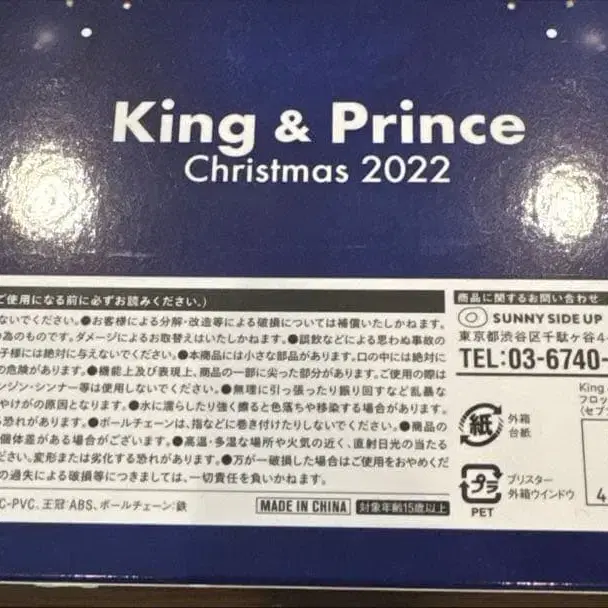 King & Prince
Christmas 2022
ご使用になる前に必ずお読みください。)
ないでください。●お客様による分解・改造等による破損については補償いたしかねます。
の為のものです。ダメージによるお取替えはいたしかねます。●誤飲などによる思わぬ事故の
子様には絶対に与えないでください。●本商品には小さな部品があります。口の中には絶対に
の危険があります。●機能上及び表現上、商品の一部に尖った部分があります。ご使用の際は
ンジン・シンナー等は使用しないでください。●無理に引っ張ったり振り回すなど乱暴な
やけがの原因となります。●水に濡らしたり強く擦ると色落ちや移染する場合があります。
る恐れがあります。●ボールチェーンは、指などに巻き付けたりしないでください。●商品の
個体差がある場合がございます。●高温・多湿な場所や火気の近く、直射日光の当たる
ださい。変形または劣化する恐れがあります。●万が一破損した場合はご使用をおやめくだ
の過失による破損等につきましては、一切責任を負いかねます。
C-PVC、王冠:ABS、ボールチェーン:鉄
MADE IN CHINA
対象年齢15歳以上
商品に関するお問い合わせ
SUNNY SIDE UP
東京都渋谷区千駄ヶ谷4-
TEL:03-6740-
紙
外箱
台紙
プラ
PET
ブリスター
外箱ウインドウ
King
フロッ
(セブ
4